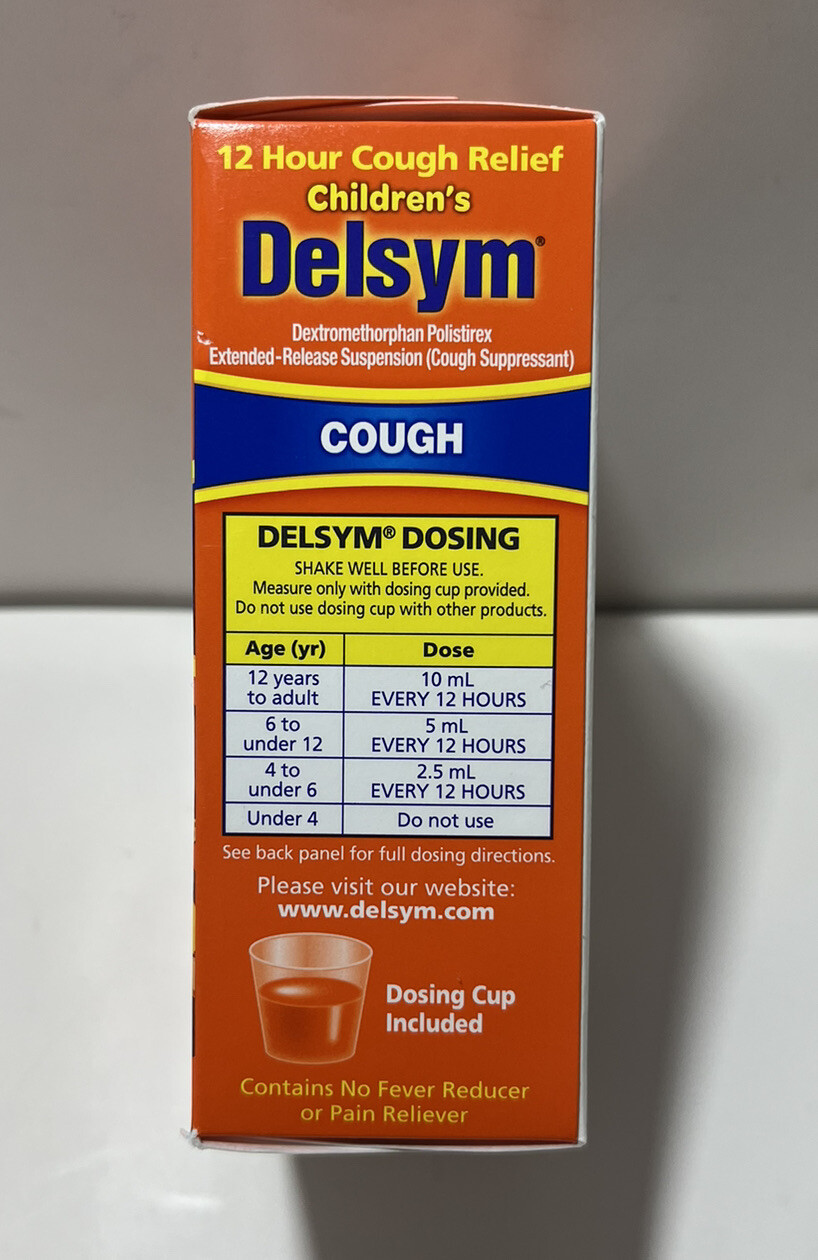 12 Hour Cough Relief
Children's
Delsym®
Dextromethorphan Polistirex
Extended-Release Suspension (Cough Suppressant)
COUGH
DELSYM® DOSING
SHAKE WELL BEFORE USE.
Measure only with dosing cup provided.
Do not use dosing cup with other products.
Age (yr) Dose
12 years
to adult
10 mL
EVERY 12 HOURS
6 to
under 12
5 mL
EVERY 12 HOURS
4 to
under 6
2.5 mL
EVERY 12 HOURS
Under 4 Do not use
See back panel for full dosing directions.
Please visit our website:
www.delsym.com
Dosing Cup
Included
Contains No Fever Reducer
or Pain Reliever